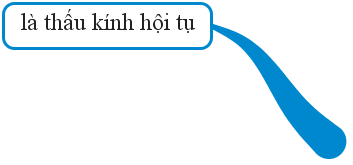 là thấu kính hội tụ